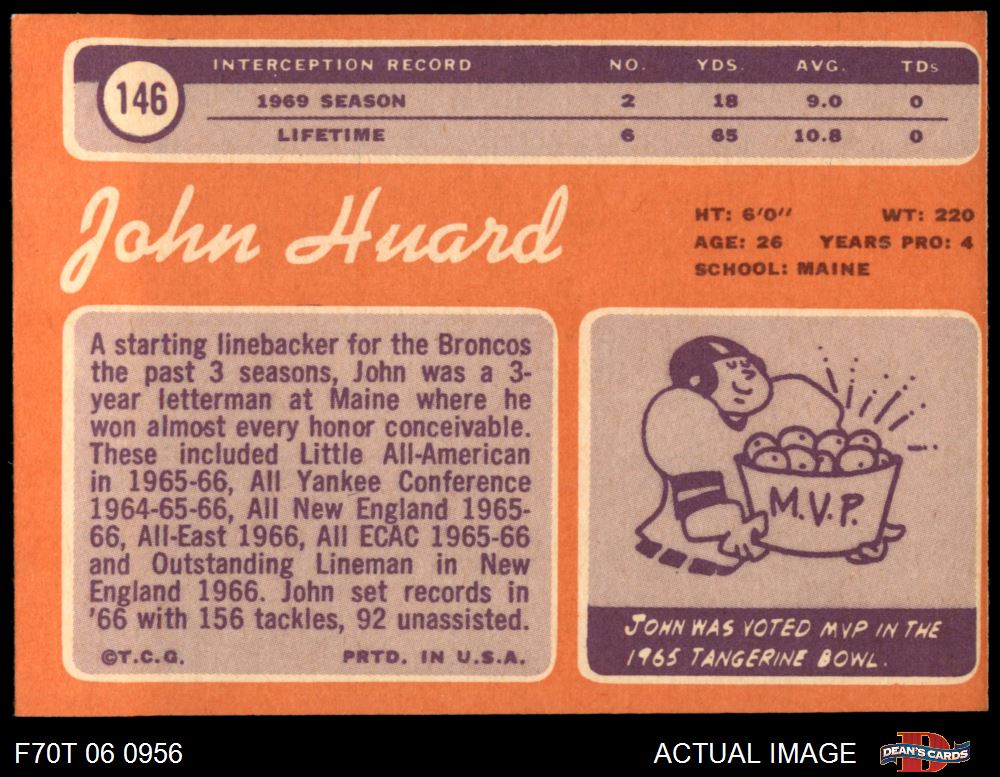 146
INTERCEPTION RECORD NO. YDS. AVG. TDs
1969 SEASON 2 18 9.0 0
LIFETIME 6 65 10.8 0
John Huard
HT: 6'0" WT: 220
AGE: 26 YEARS PRO: 4
SCHOOL: MAINE
A starting linebacker for the Broncos
the past 3 seasons, John was a 3-
year letterman at Maine where he
won almost every honor conceivable.
These included Little All-American
in 1965-66, All Yankee Conference
1964-65-66, All New England 1965-
66, All-East 1966, All ECAC 1965-66
and Outstanding Lineman in New
England 1966. John set records in
'66 with 156 tackles, 92 unassisted.
©T.C.G. PRTD. IN U.S.A.
M.V.P.
JOHN WAS VOTED MVP IN THE
1965 TANGERINE BOWL.
F70T 06 0956
ACTUAL IMAGE
DEAN'S CARDS